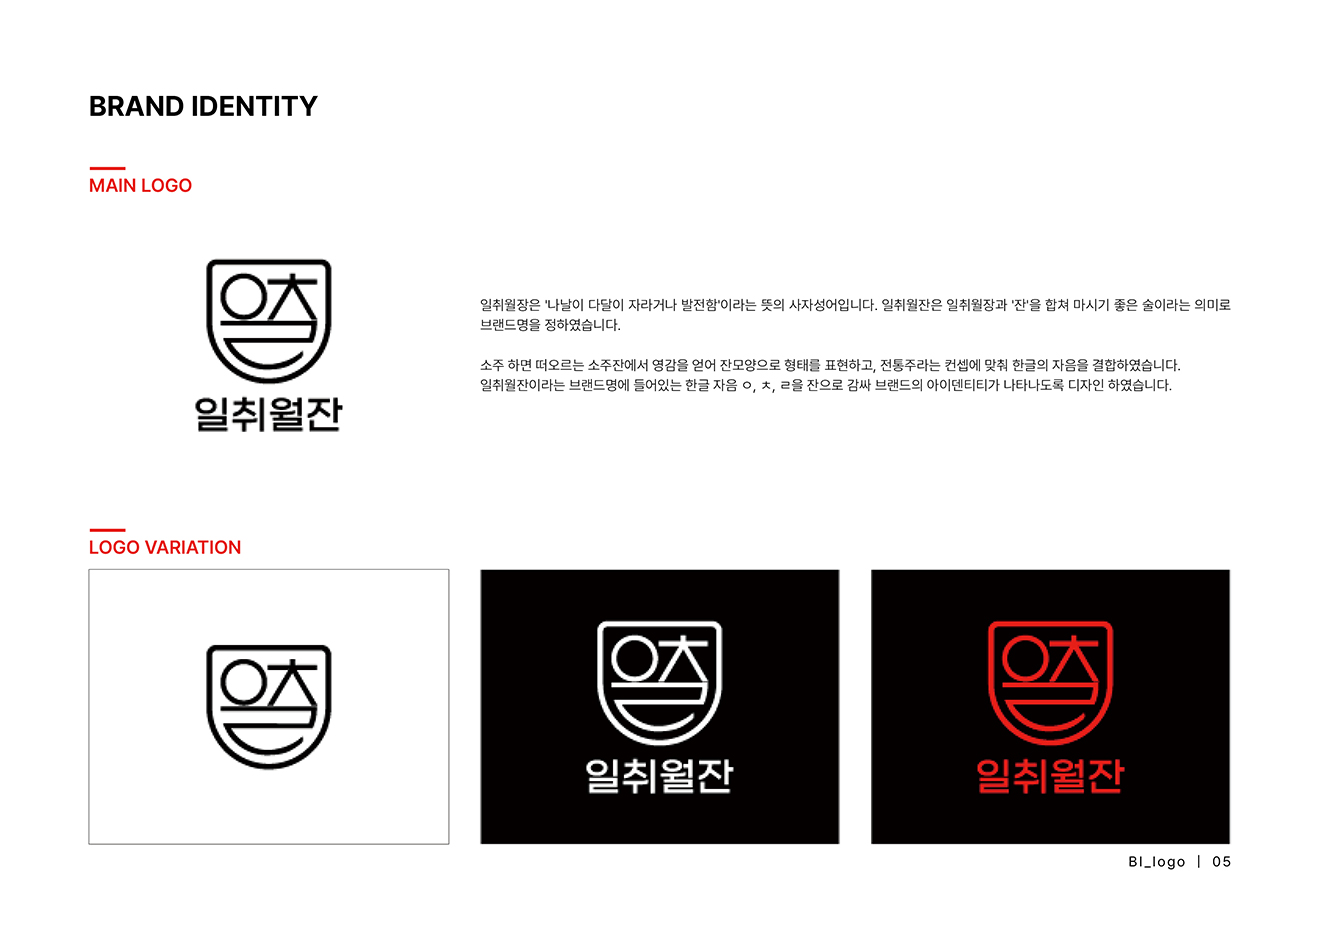 BRAND IDENTITY
MAIN LOGO
일취월잔
일취월장은 '나날이 다달이 자라거나 발전함'이라는 뜻의 사자성어입니다. 일취월잔은 일취월장과 '잔'을 합쳐 마시기 좋은 술이라는 의미로
브랜드명을 정하였습니다.
소주 하면 떠오르는 소주잔에서 영감을 얻어 잔모양으로 형태를 표현하고, 전통주라는 컨셉에 맞춰 한글의 자음을 결합하였습니다.
일취월잔이라는 브랜드명에 들어있는 한글 자음 ㅇ, ㅊ, ㄹ을 잔으로 감싸 브랜드의 아이덴티티가 나타나도록 디자인 하였습니다.
LOGO VARIATION
일취월잔
일취월잔
BI_logo | 05